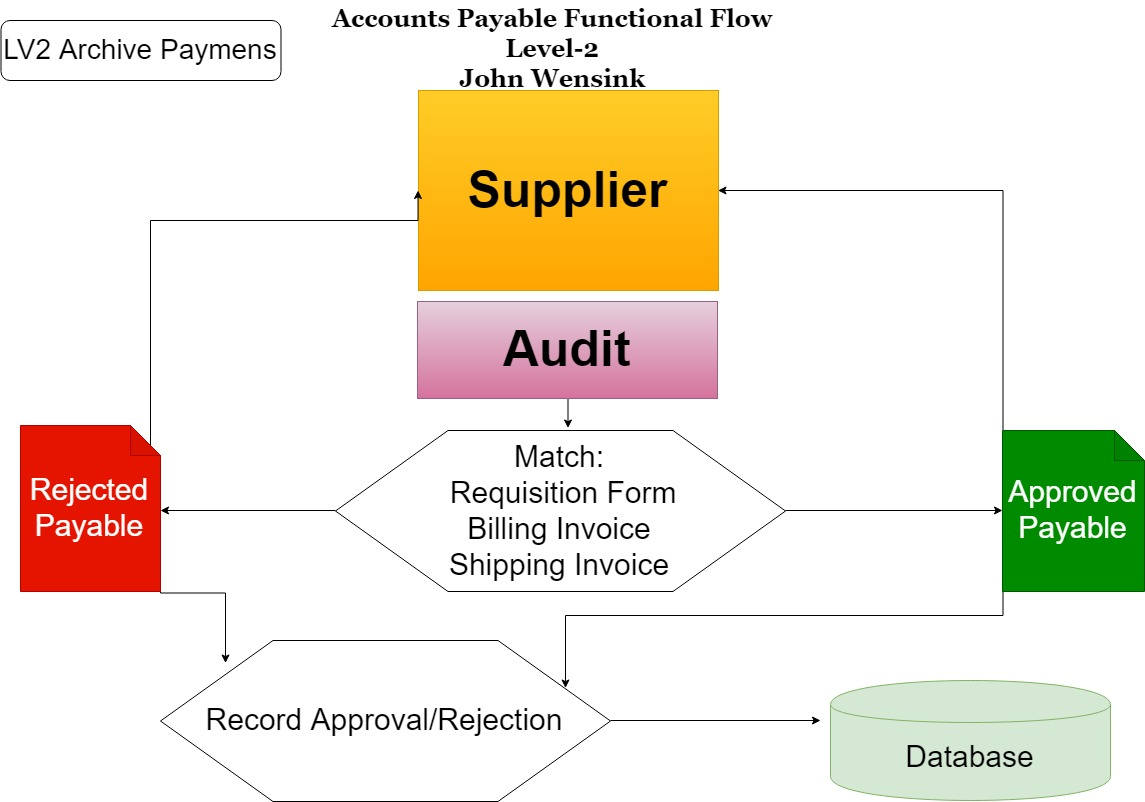 Accounts Payable Functional Flow
Level-2
John Wensink
LV2 Archive Paymens
Supplier
Audit
Match:
Requisition Form
Billing Invoice
Shipping Invoice
Rejected
Payable
Approved
Payable
Record Approval/Rejection
Database